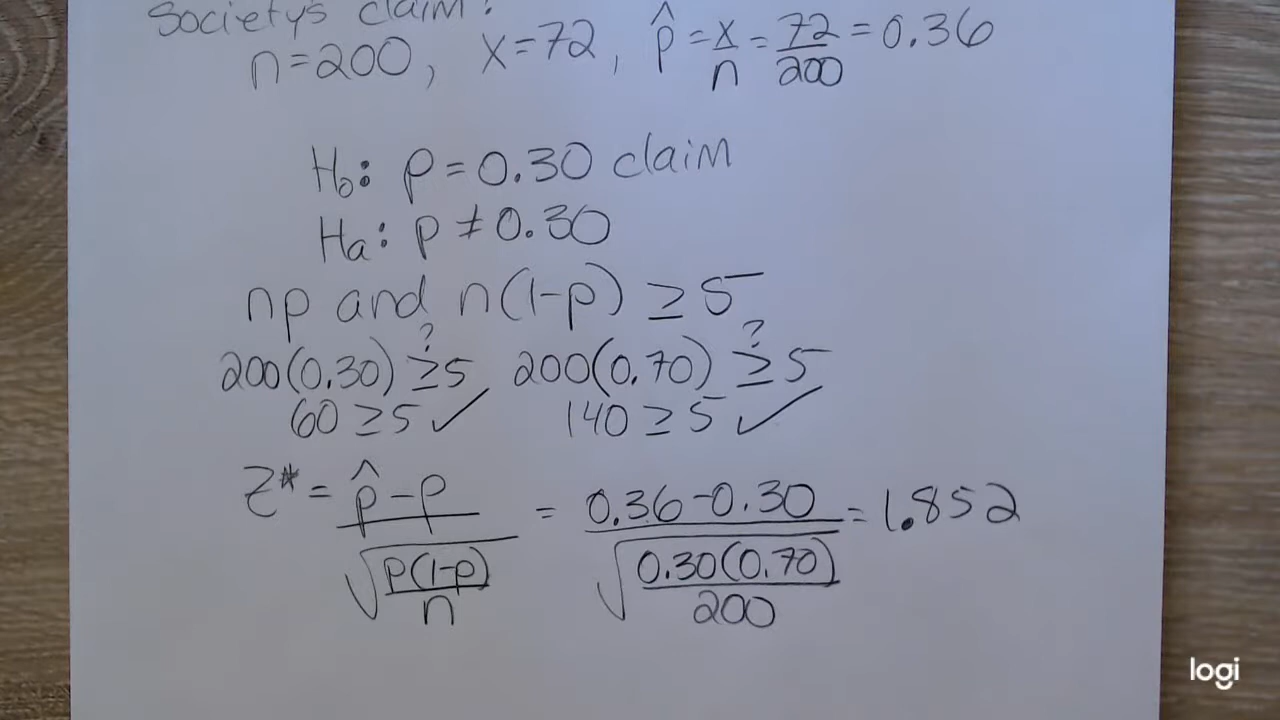 Society's claim:
n=200, x=72, p̂ = x/n = 72/200 = 0.36
H₀: p = 0.30 claim
Hₐ: p ≠ 0.30
np and n(1-p) ≥ 5
200(0.30) ≥? 5 200(0.70) ≥? 5
60 ≥ 5 ✓ 140 ≥ 5 ✓
z* = (p̂ - p)/√(p(1-p)/n) = (0.36-0.30)/√(0.30(0.70)/200) = 1.852
logi